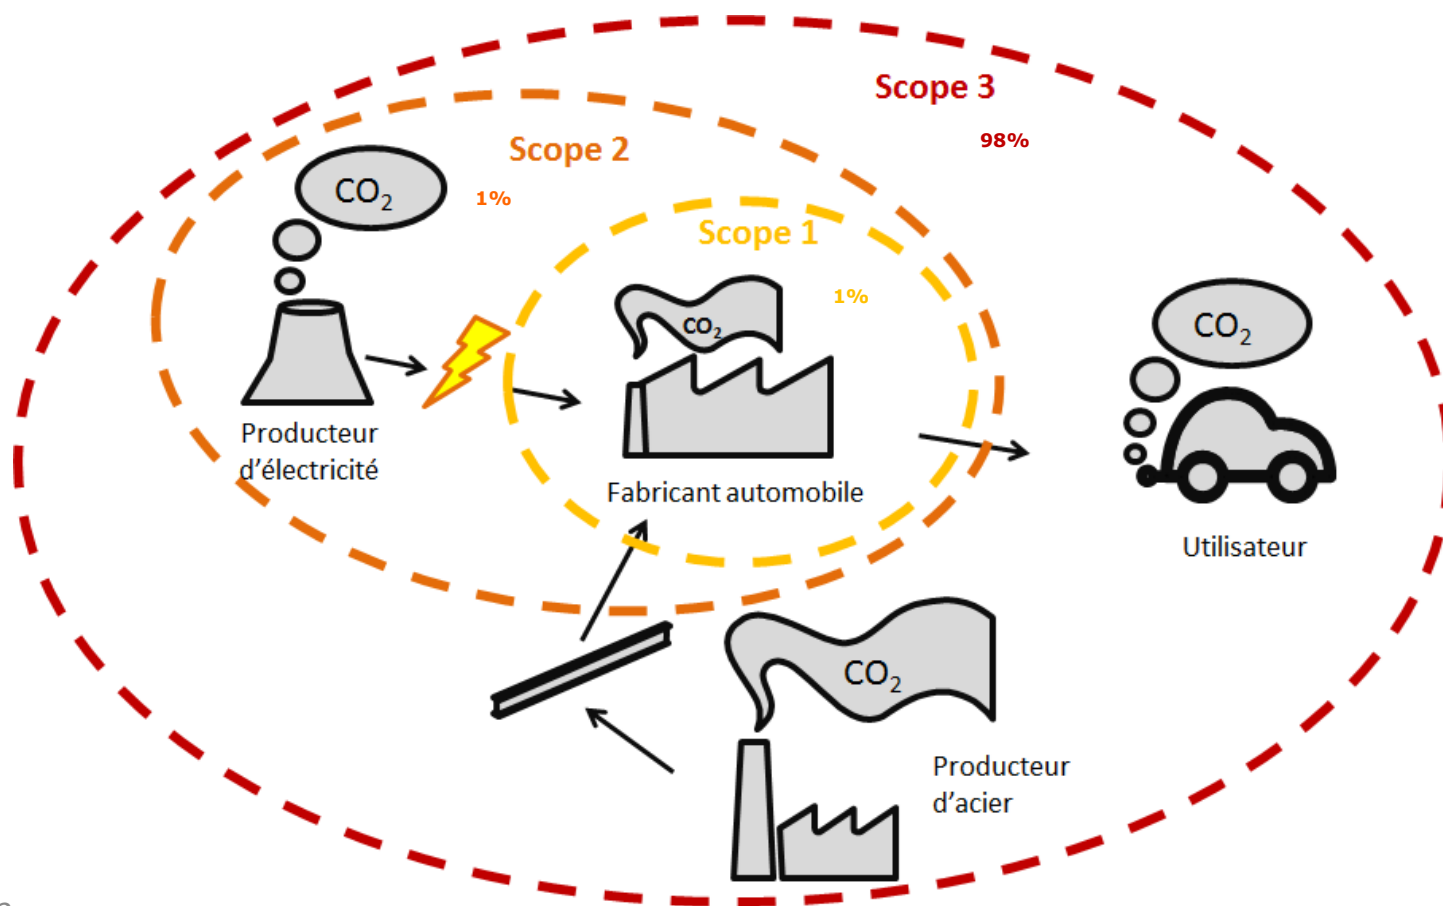 Scope 3
98%
Scope 2
1%
CO₂
Scope 1
1%
CO₂
CO₂
Producteur
d'électricité
Fabricant automobile
Utilisateur
CO₂
Producteur
d'acier